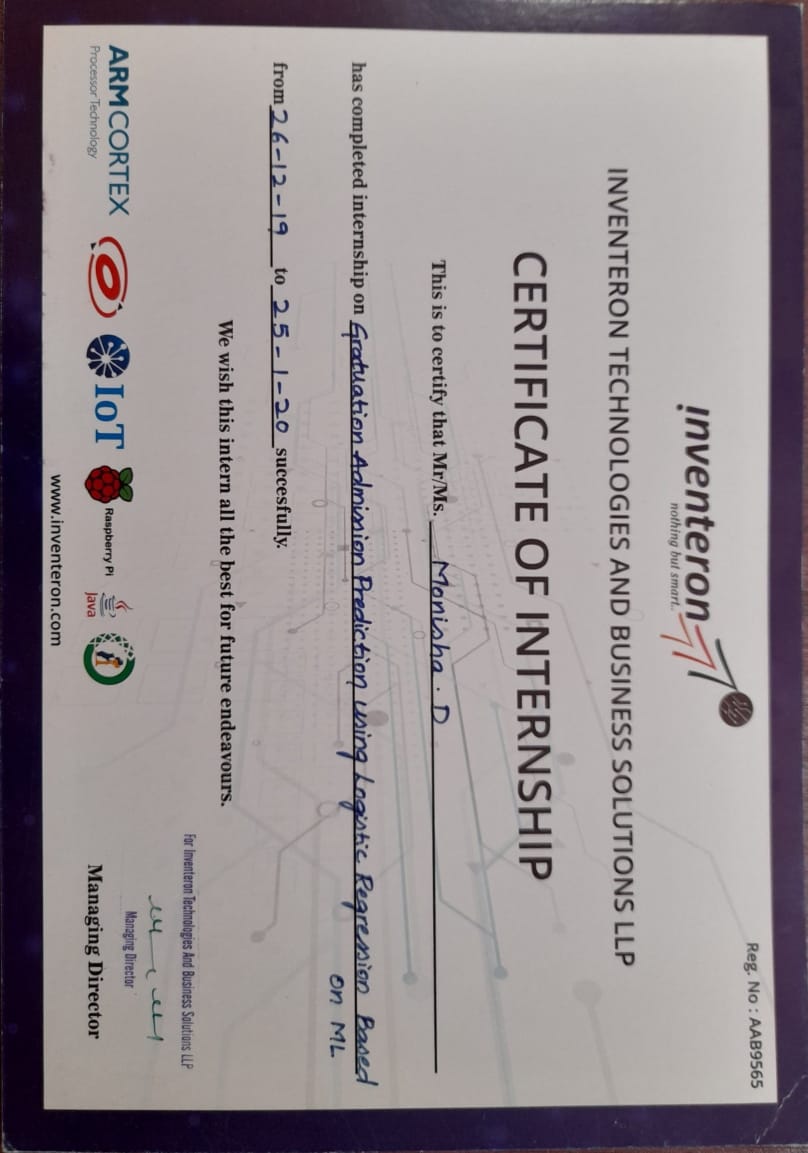 Reg. No : AAB9565
inventeron
nothing but smart..
INVENTERON TECHNOLOGIES AND BUSINESS SOLUTIONS LLP
CERTIFICATE OF INTERNSHIP
This is to certify that Mr/Ms. Monisha . D
has completed internship on Graduation Admission Prediction using Logistic Regression Based
on ML
from 26-12-19 to 25-1-20 succesfully.
We wish this intern all the best for future endeavours.
For Inventeron Technologies And Business Solutions LLP
Managing Director
Managing Director
ARM CORTEX
Processor Technology
IoT
Raspberry Pi
Java
www.inventeron.com